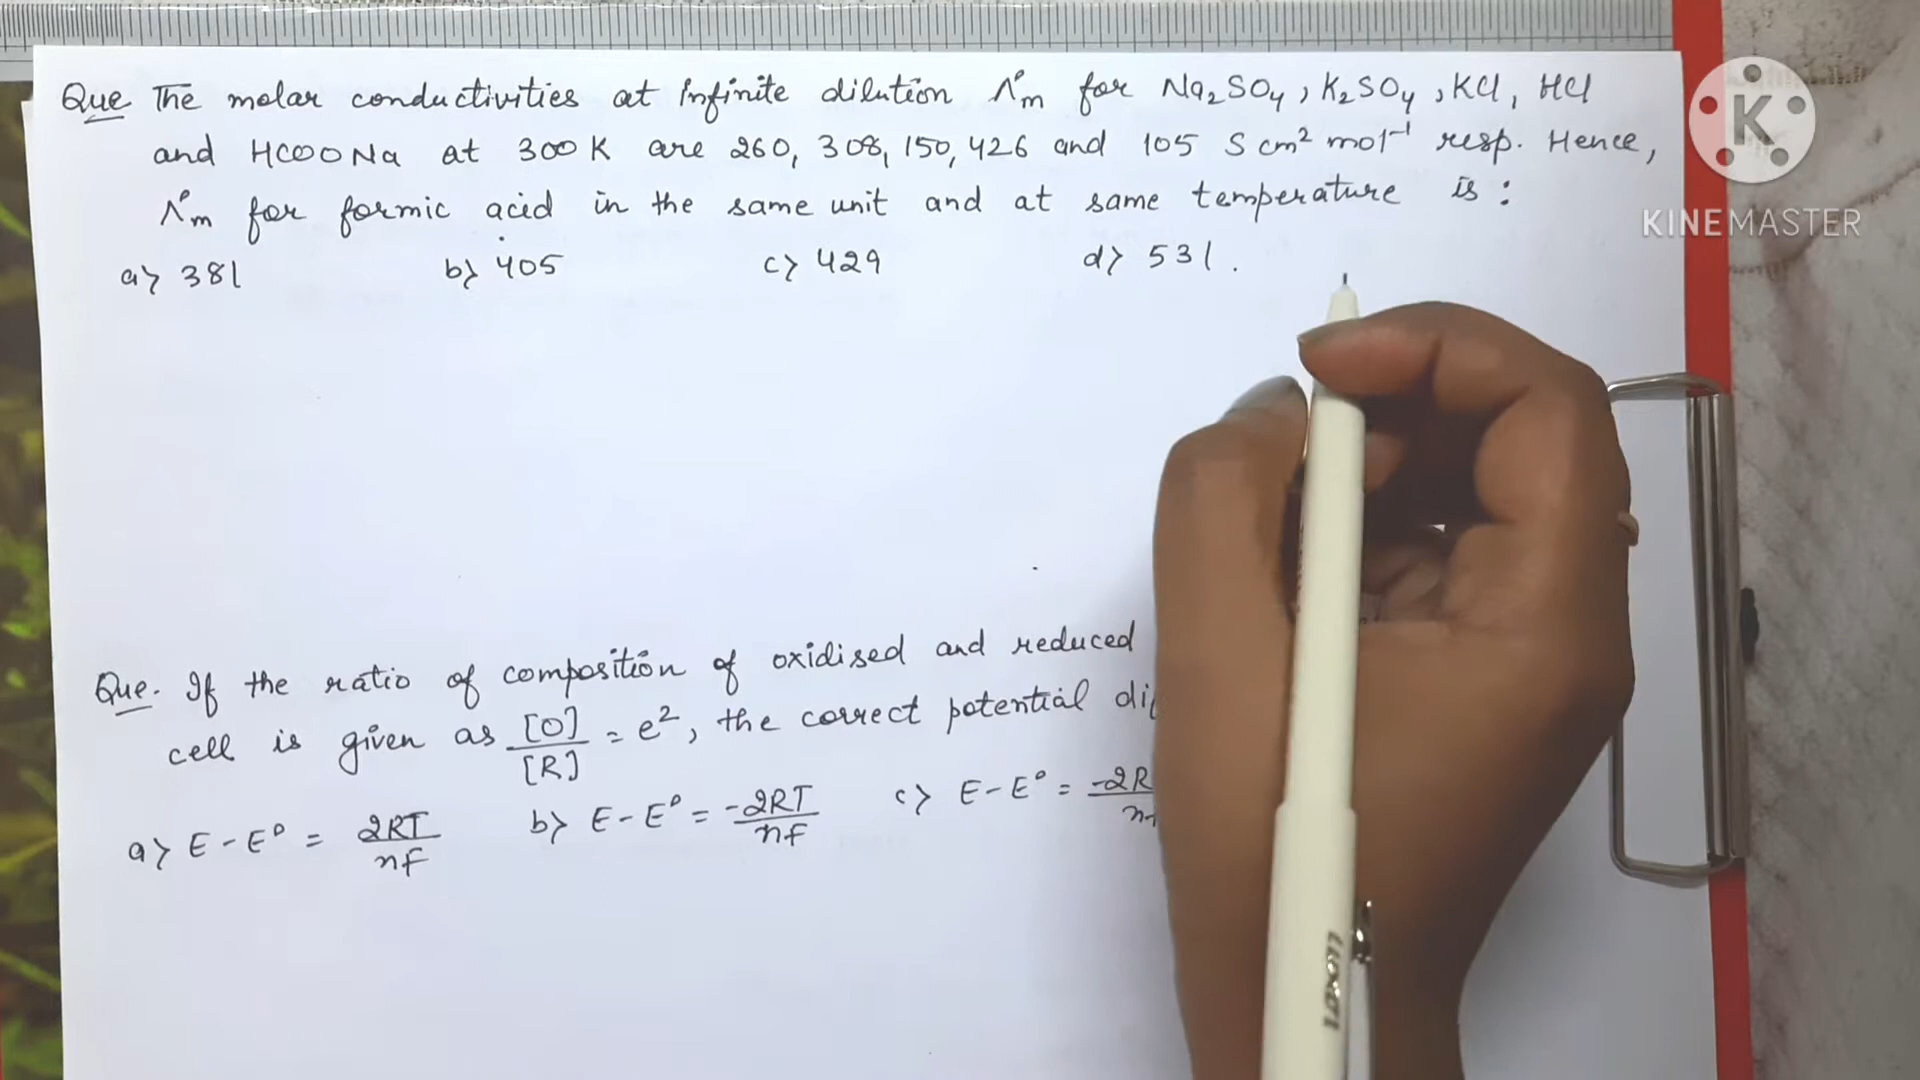 Que The molar conductivities at infinite dilution Λ°m for Na₂SO₄, K₂SO₄, KCl, HCl
and HCOONa at 300 K are 260, 308, 150, 426 and 105 S cm² mol⁻¹ resp. Hence,
Λ°m for formic acid in the same unit and at same temperature is:
a) 381 b) 405 c) 429 d) 531.
K
KINEMASTER
Que. If the ratio of composition of oxidised and reduced
cell is given as [O]/[R] = e², the correct potential
a) E - E° = 2RT/nF b) E - E° = -2RT/nF c) E - E° = -2R
LUXOR